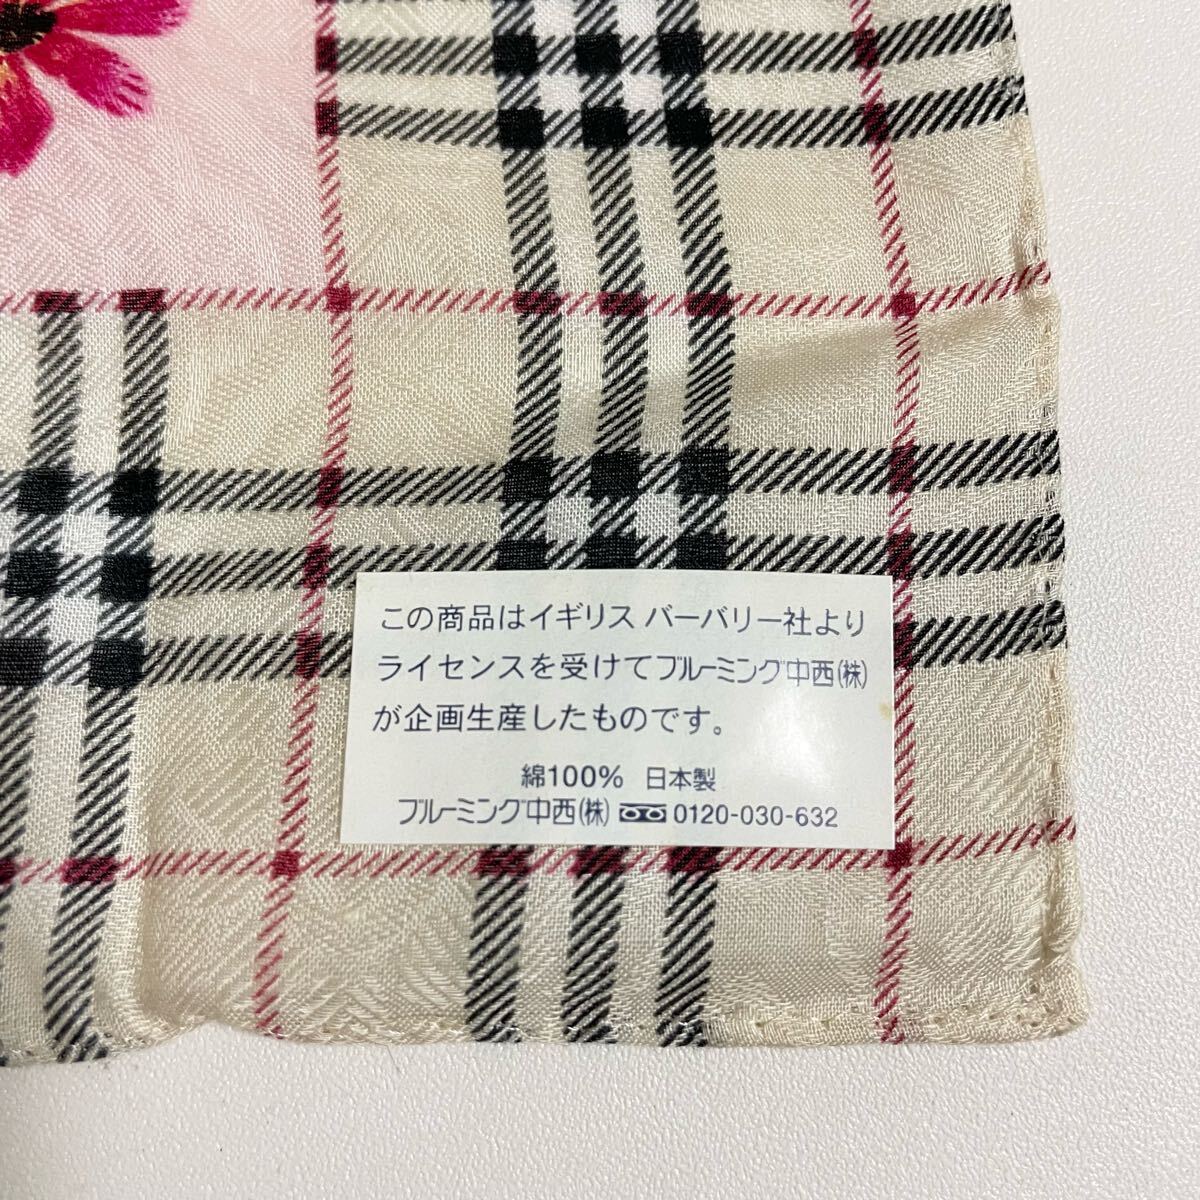 この商品はイギリス バーバリー社より
ライセンスを受けてブルーミング中西(株)
が企画生産したものです。
綿100% 日本製
ブルーミング中西(株) 0120-030-632